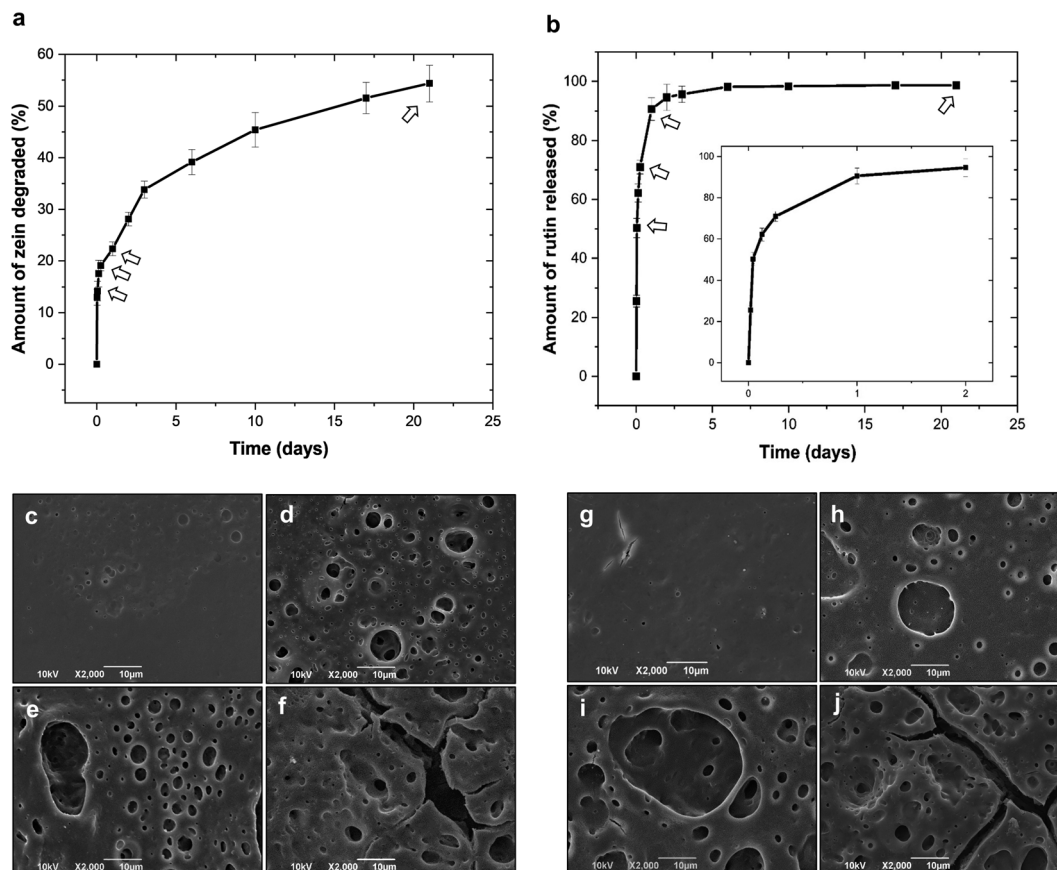 a
60
50
40
30
20
10
0
0 5 10 15 20 25
Amount of zein degraded (%)
Time (days)
b
100
80
60
40
20
0
0 5 10 15 20 25
Amount of rutin released (%)
Time (days)
100
80
60
40
20
0
0 1 2
c
10kV X2,000 10µm
d
10kV X2,000 10µm
e
10kV X2,000 10µm
f
10kV X2,000 10µm
g
10kV X2,000 10µm
h
10kV X2,000 10µm
i
10kV X2,000 10µm
j
10kV X2,000 10µm